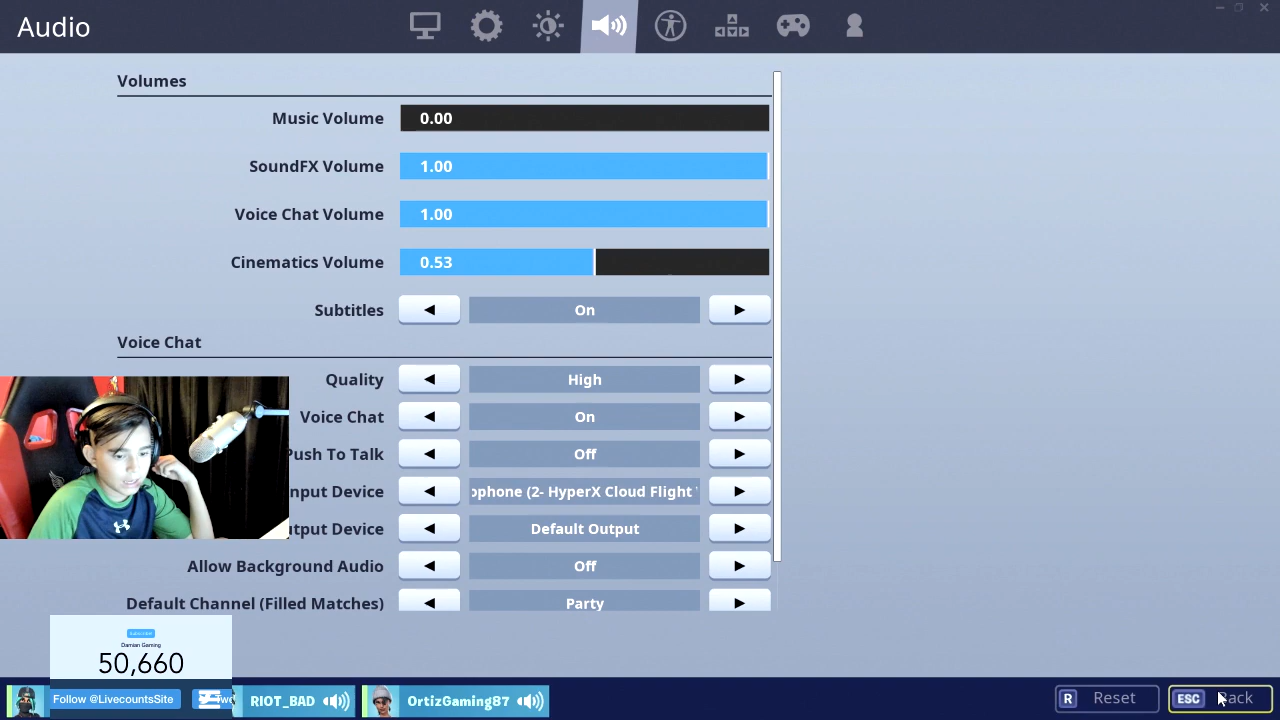 Audio
Volumes
Music Volume 0.00
SoundFX Volume 1.00
Voice Chat Volume 1.00
Cinematics Volume 0.53
Subtitles On
Voice Chat
Quality High
Voice Chat On
Push To Talk Off
nput Device ophone (2- HyperX Cloud Flight
tput Device Default Output
Allow Background Audio Off
Default Channel (Filled Matches) Party
Damian Gaming
50,660
Follow @LivecountsSite
RIOT_BAD
OrtizGaming87
R Reset
ESC Back